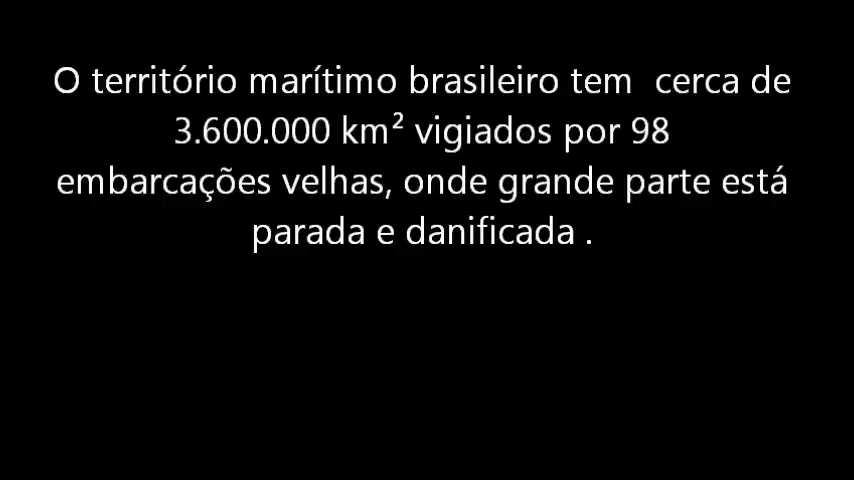 O território marítimo brasileiro tem  cerca de
3.600.000 km² vigiados por 98
embarcações velhas, onde grande parte está
parada e danificada .